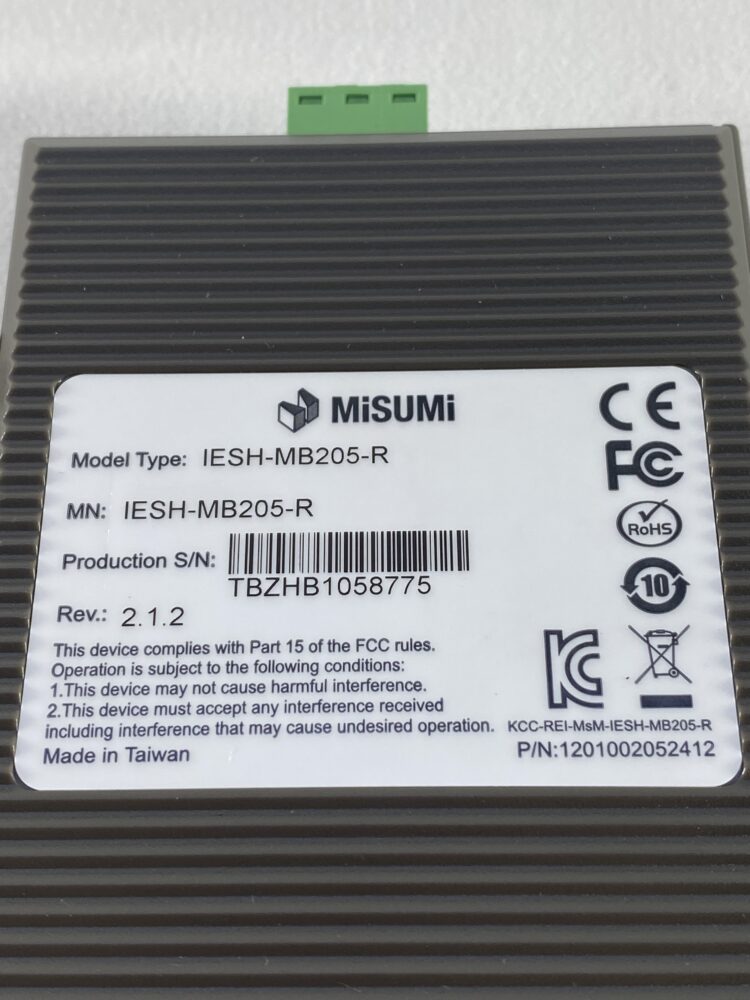 MiSUMi
Model Type: IESH-MB205-R
MN: IESH-MB205-R
Production S/N:
TBZHB1058775
Rev.: 2.1.2
This device complies with Part 15 of the FCC rules.
Operation is subject to the following conditions:
1.This device may not cause harmful interference.
2.This device must accept any interference received
including interference that may cause undesired operation.
Made in Taiwan
CE
FC
RoHS
10
KC
KCC-REI-MsM-IESH-MB205-R
P/N:1201002052412